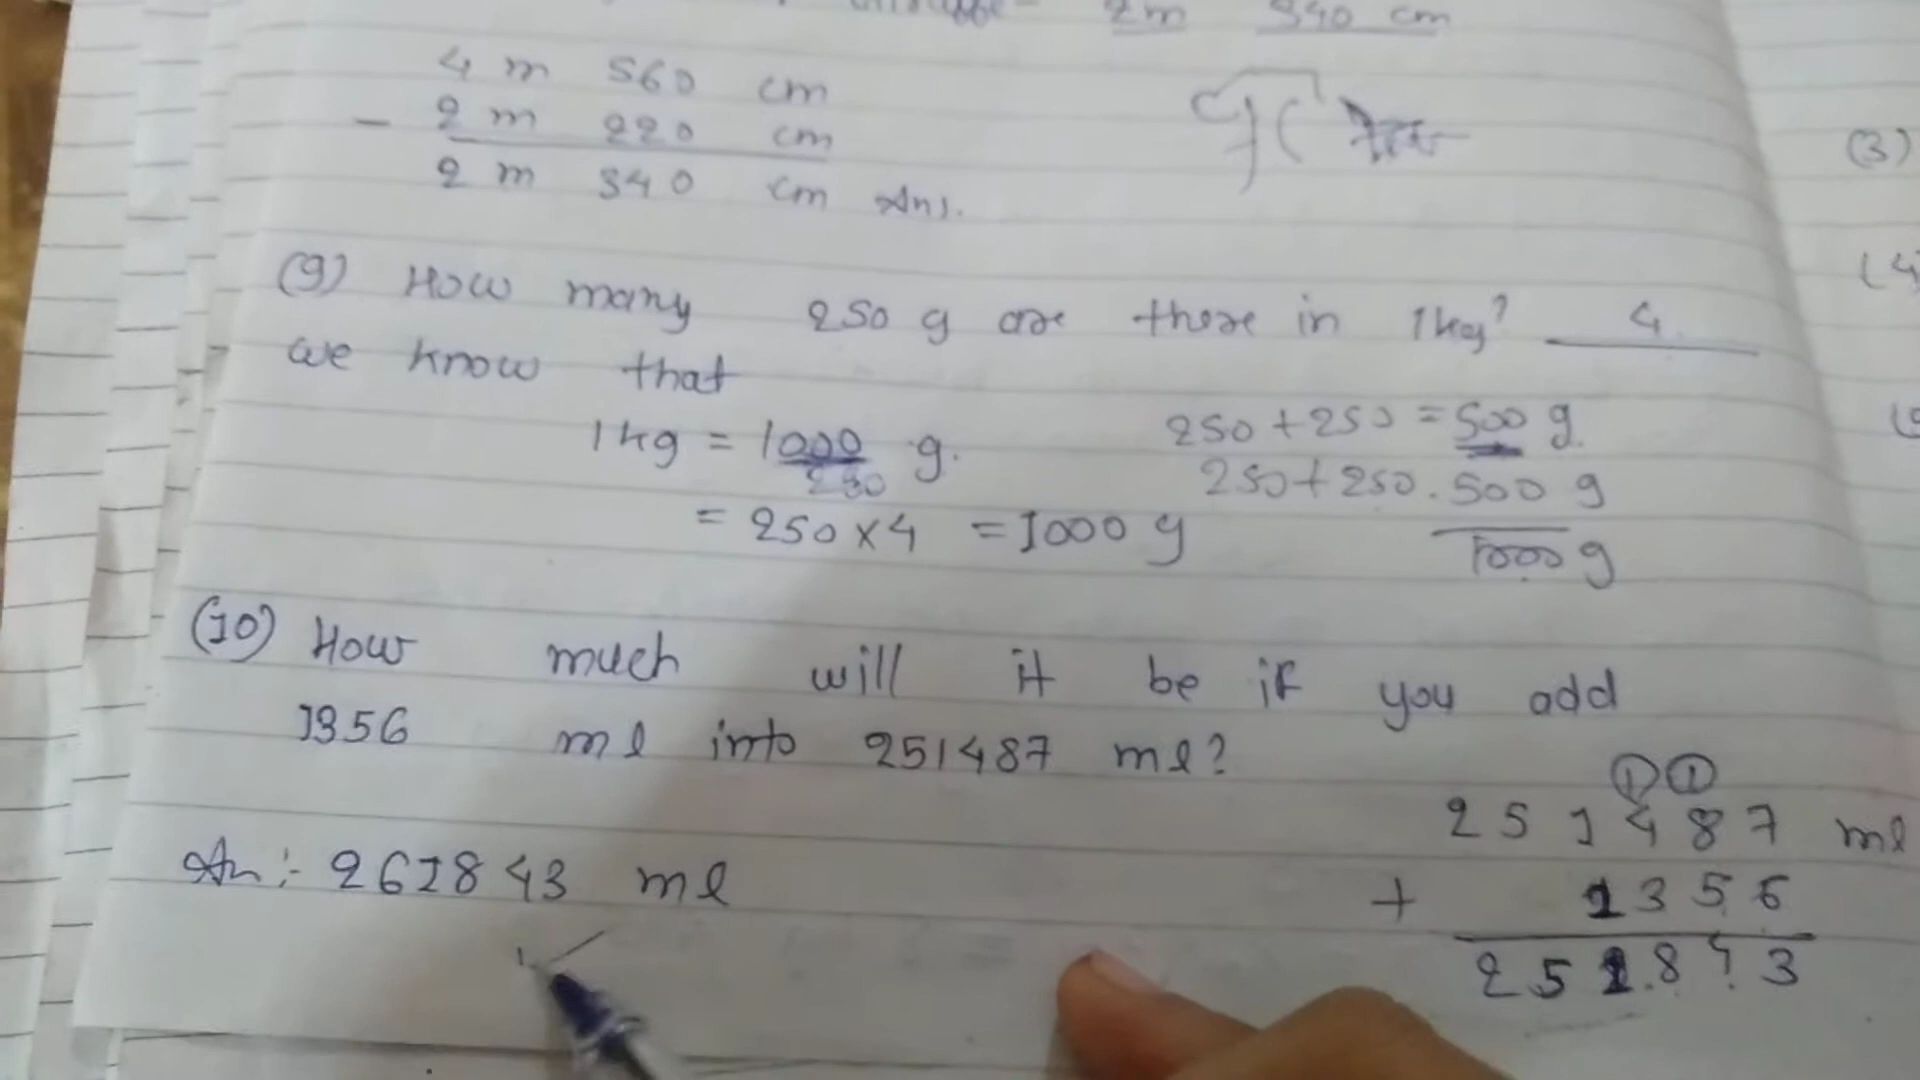 2m 340 cm
4 m 560 cm
- 2 m 220 cm
2 m 340 cm Ans.
(9) How many 250 g are there in 1kg? 4
we know that
1kg = 1000 g.
250
= 250 x 4 = 1000 g
250 + 250 = 500 g.
250 + 250 . 500 g
1000 g
(10) How much will it be if you add
1356 ml into 251487 ml?
1 1
251487 ml
+ 1356
252843
An :- 261843 ml
(3)
(4)